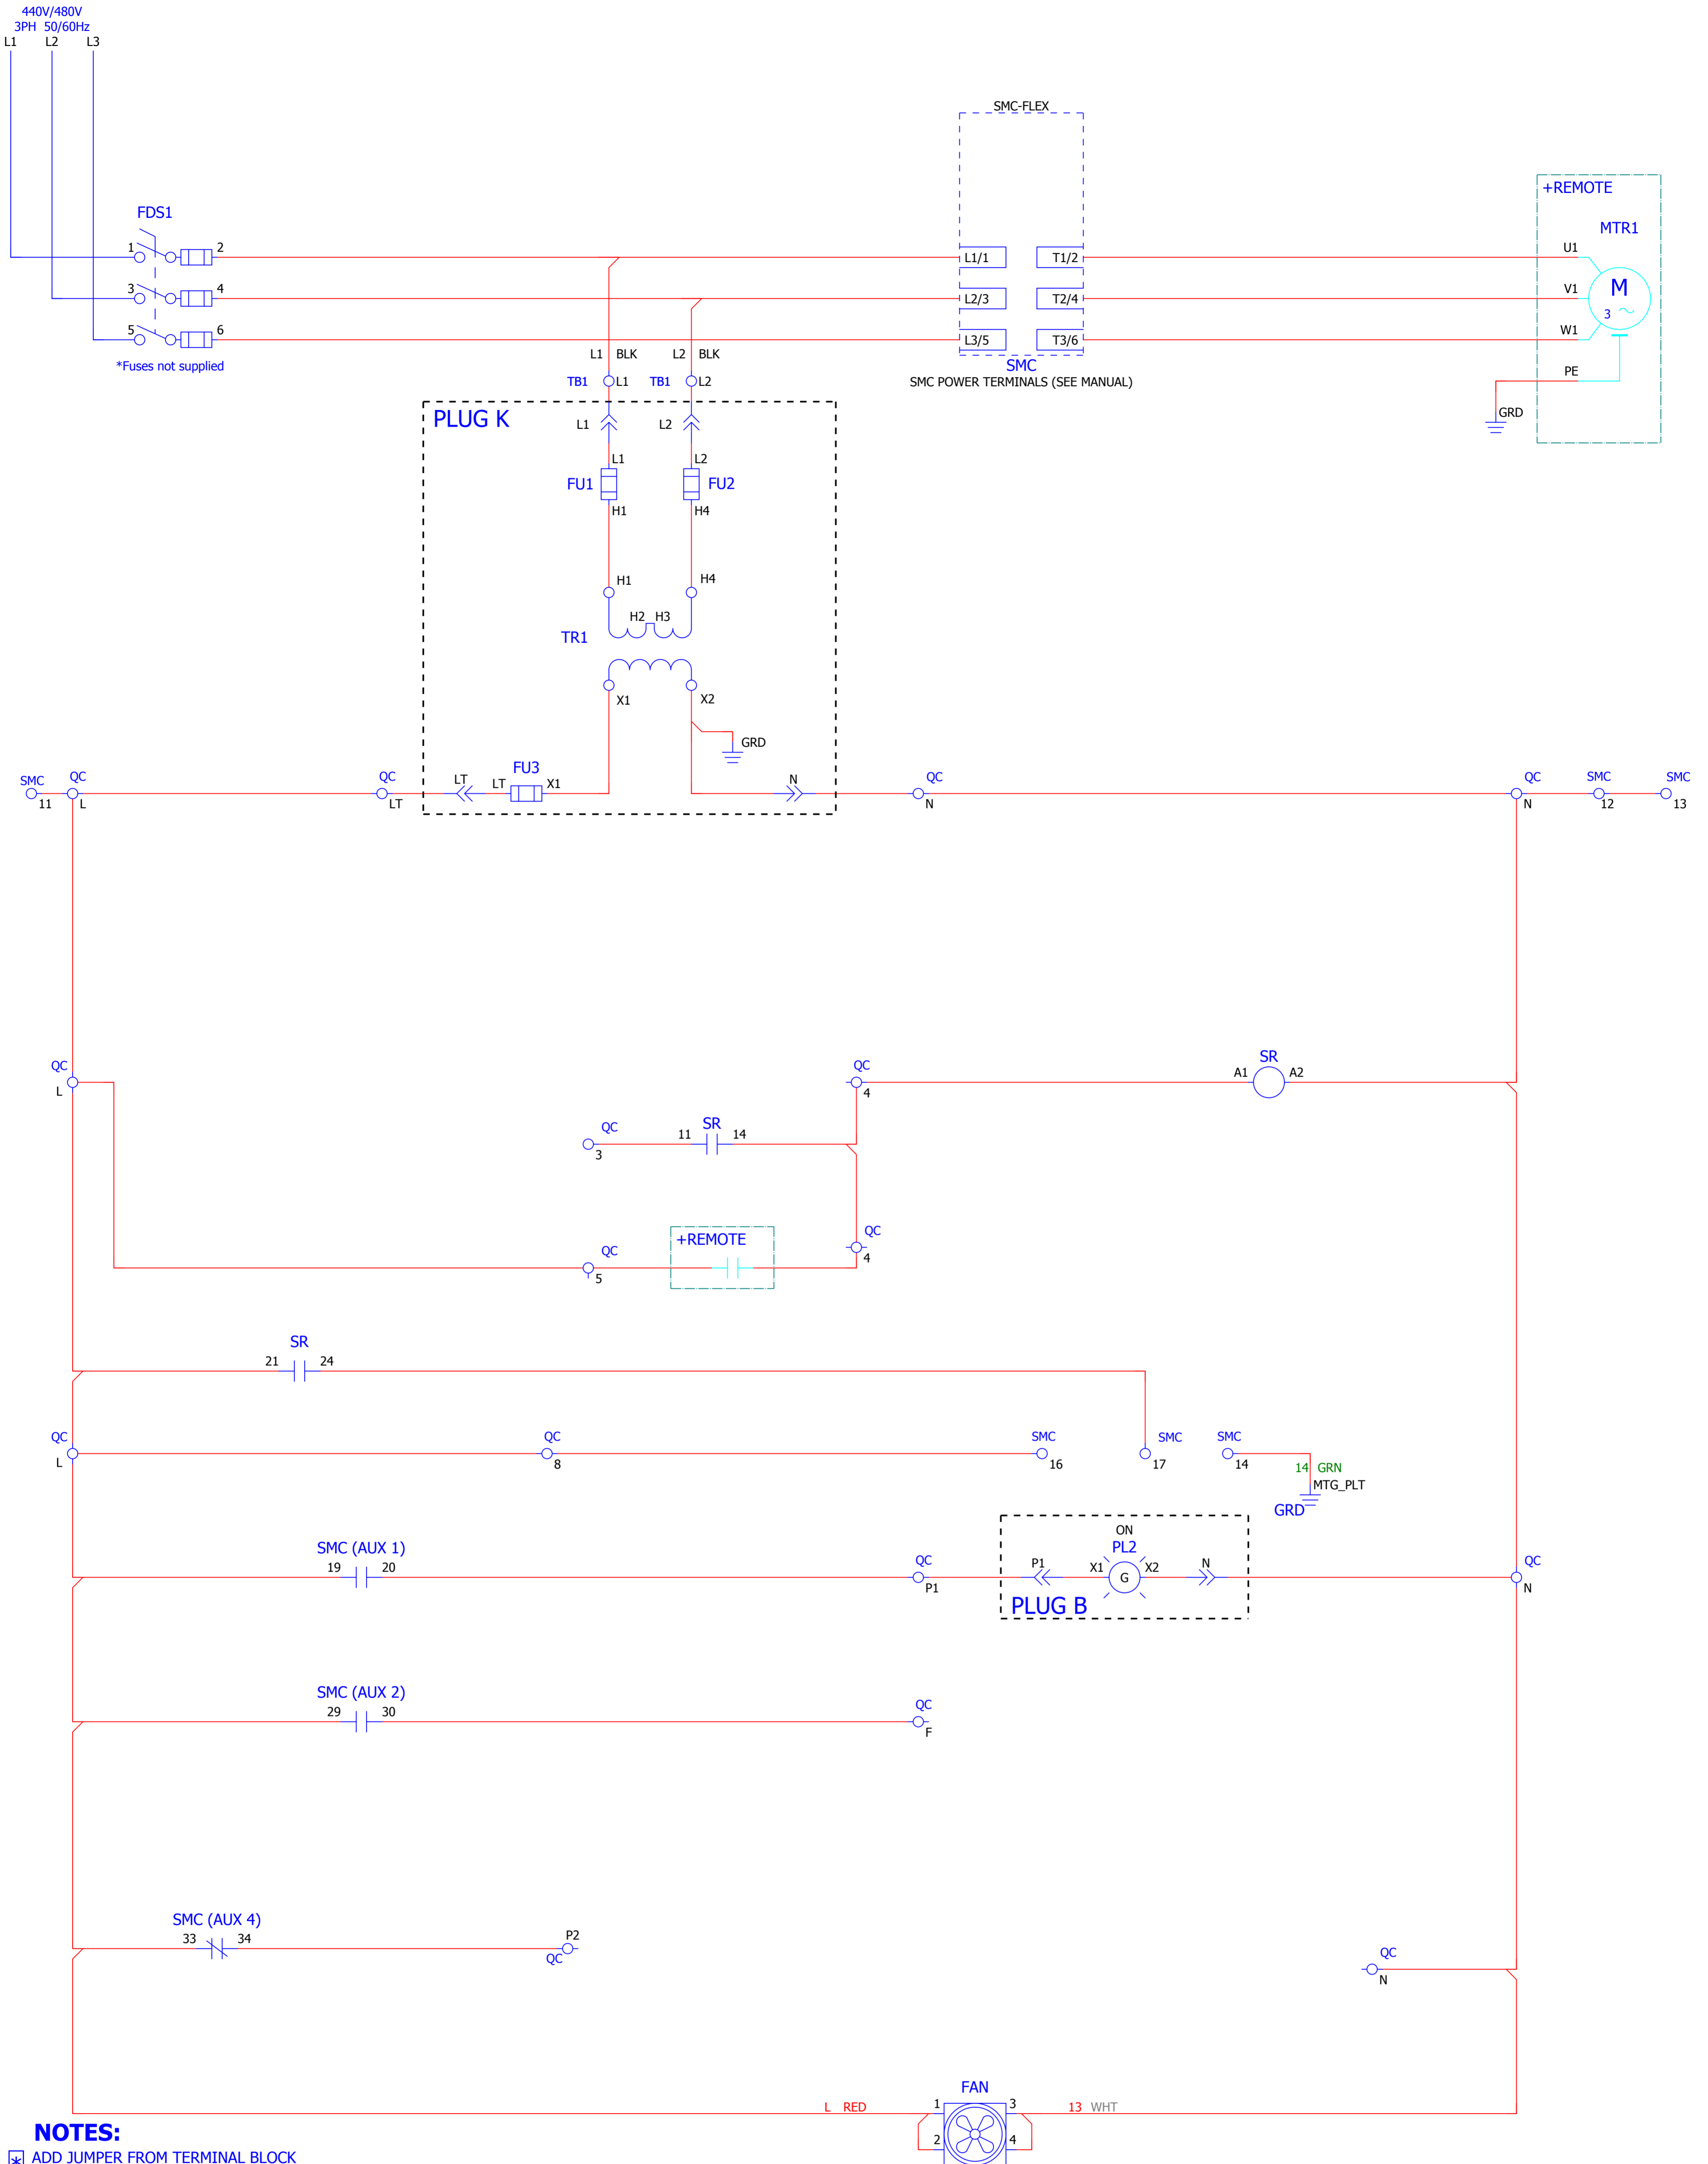 440V/480V
3PH 50/60Hz
L1 L2 L3
SMC-FLEX
+REMOTE
MTR1
FDS1
1 2
L1/1 T1/2
U1
3 4
L2/3 T2/4
V1
M
3
5 6
L3/5 T3/6
W1
*Fuses not supplied
SMC
SMC POWER TERMINALS (SEE MANUAL)
PE
GRD
L1 BLK L2 BLK
TB1 L1 TB1 L2
PLUG K
L1 L2
L1 L2
FU1 FU2
H1 H4
H1 H4
H2 H3
TR1
X1 X2
GRD
FU3
SMC QC QC LT LT X1 N QC QC SMC SMC
11 L LT N N 12 13
QC QC SR
L 4 A1 A2
QC SR
3 11 14
QC
4
+REMOTE
QC
5
SR
21 24
QC QC SMC SMC SMC
L 8 16 17 14
14 GRN
MTG_PLT
GRD
ON
PL2
SMC (AUX 1)
19 20
QC
P1
P1 X1 G X2 N
QC
N
PLUG B
SMC (AUX 2)
29 30
QC
F
SMC (AUX 4)
33 34
P2
QC
QC
N
FAN
L RED 1 3 13 WHT
2 4
NOTES:
* ADD JUMPER FROM TERMINAL BLOCK